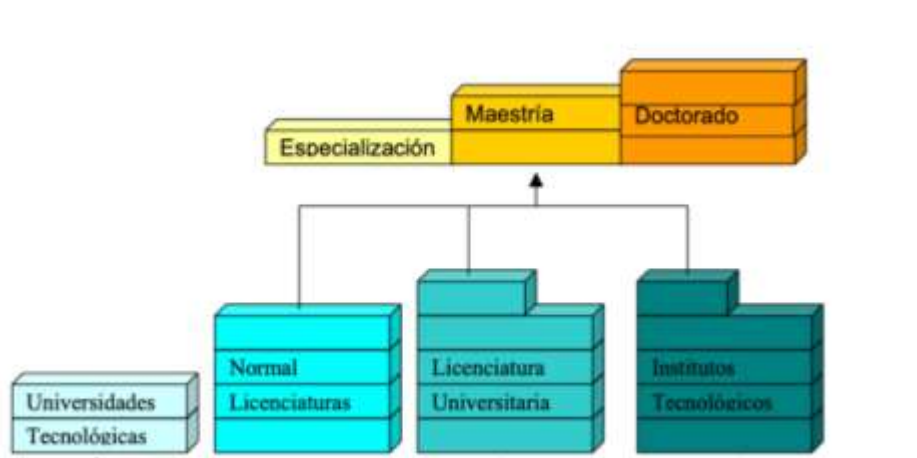 Maestría
Doctorado
Especialización
Normal
Licenciaturas
Licenciatura
Universitaria
Institutos
Tecnológicos
Universidades
Tecnológicas